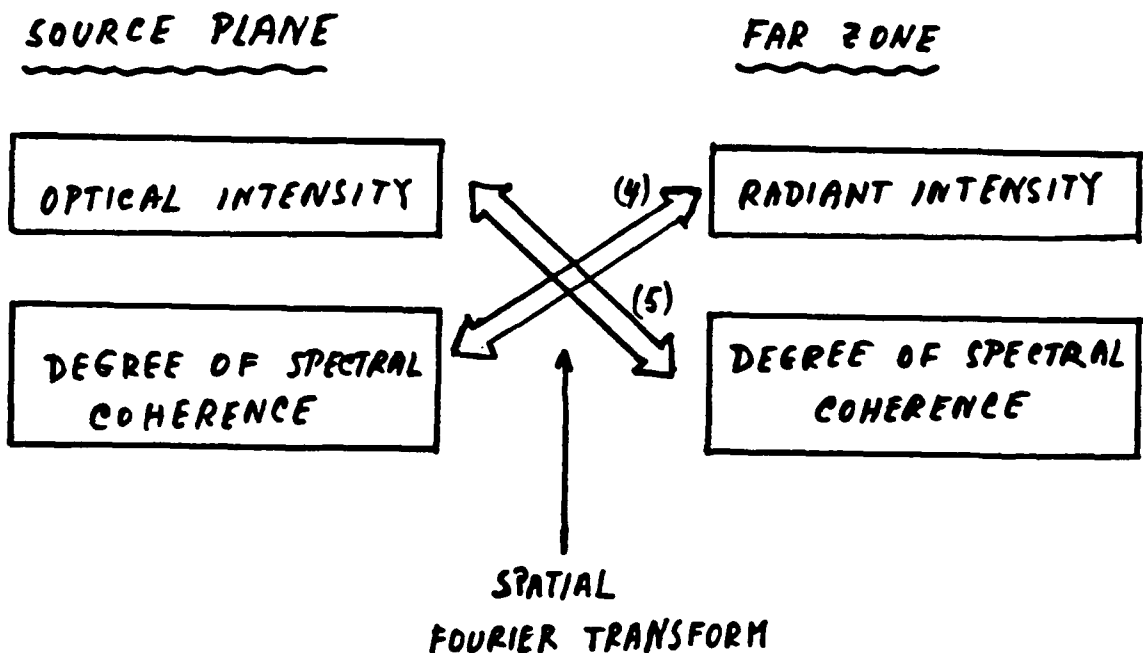 SOURCE PLANE
FAR ZONE
OPTICAL INTENSITY
(4)
RADIANT INTENSITY
(5)
DEGREE OF SPECTRAL
COHERENCE
DEGREE OF SPECTRAL
COHERENCE
SPATIAL
FOURIER TRANSFORM